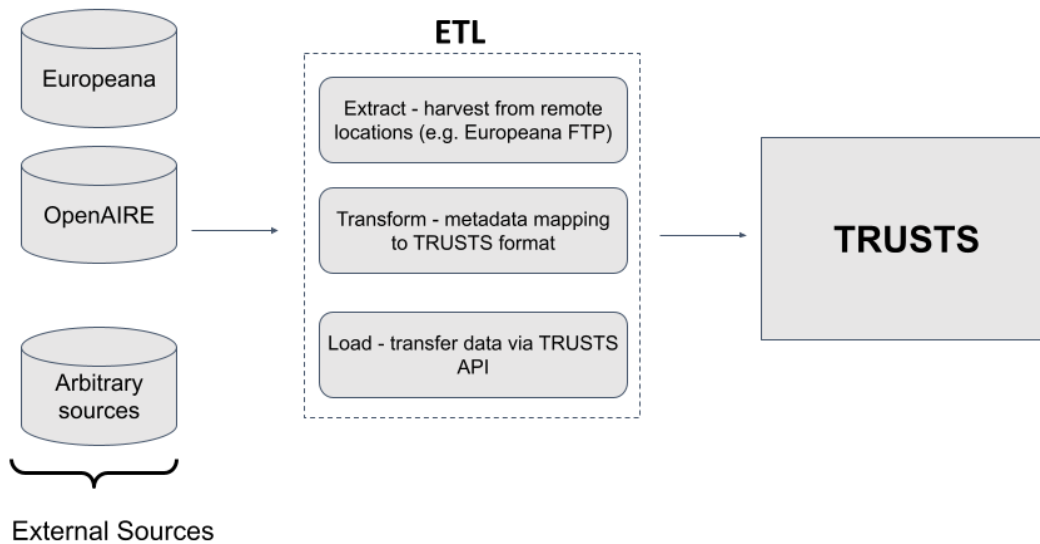 Europeana
OpenAIRE
Arbitrary
sources
External Sources
ETL
Extract - harvest from remote
locations (e.g. Europeana FTP)
Transform - metadata mapping
to TRUSTS format
Load - transfer data via TRUSTS
API
TRUSTS